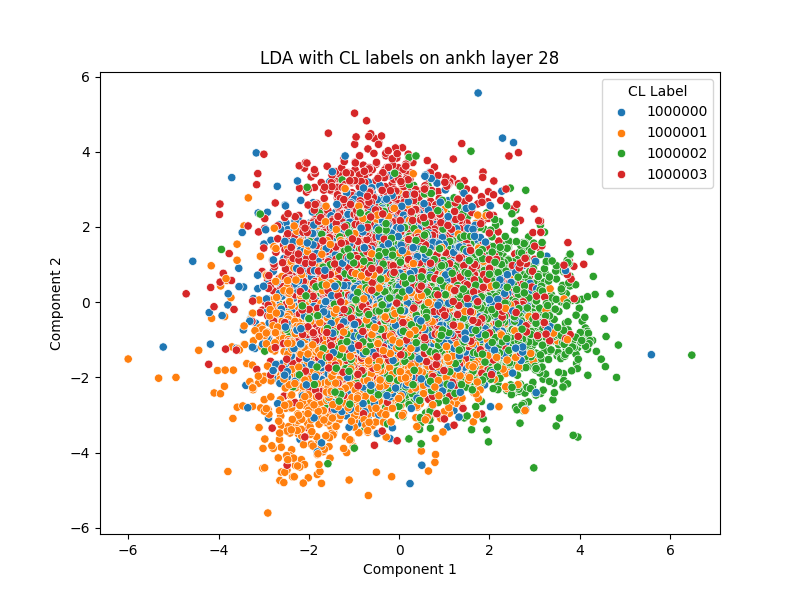 LDA with CL labels on ankh layer 28
CL Label
1000000
1000001
1000002
1000003
6
4
2
0
−2
−4
−6
Component 2
−6 −4 −2 0 2 4 6
Component 1